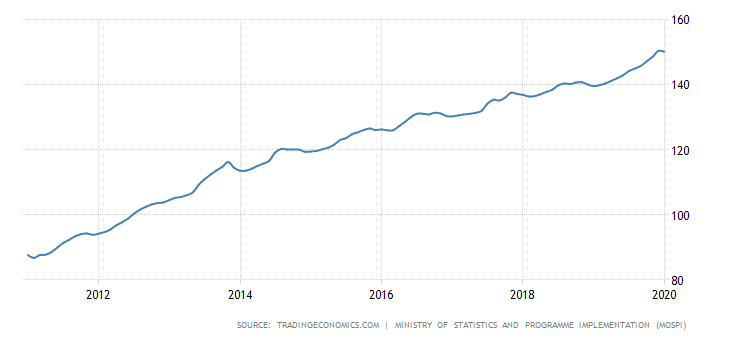 160
140
120
100
80
2012 2014 2016 2018 2020
SOURCE: TRADINGECONOMICS.COM | MINISTRY OF STATISTICS AND PROGRAMME IMPLEMENTATION (MOSPI)